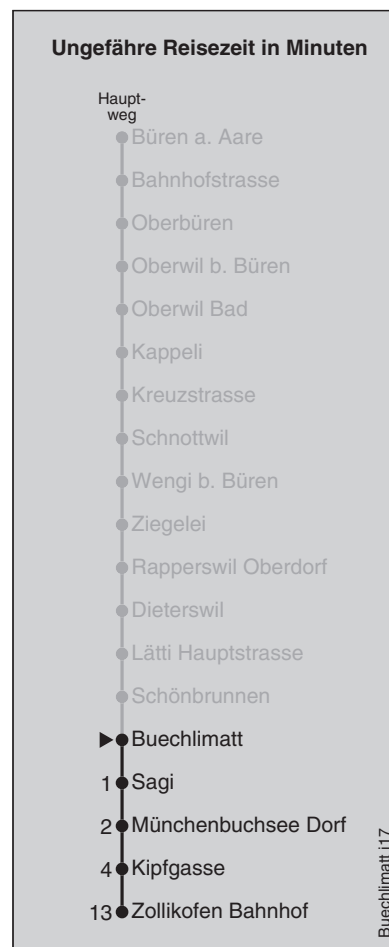 Ungefähre Reisezeit in Minuten
Haupt-
weg
Büren a. Aare
Bahnhofstrasse
Oberbüren
Oberwil b. Büren
Oberwil Bad
Kappeli
Kreuzstrasse
Schnottwil
Wengi b. Büren
Ziegelei
Rapperswil Oberdorf
Dieterswil
Lätti Hauptstrasse
Schönbrunnen
Buechlimatt
1 Sagi
2 Münchenbuchsee Dorf
4 Kipfgasse
13 Zollikofen Bahnhof
Buechlimatt j17